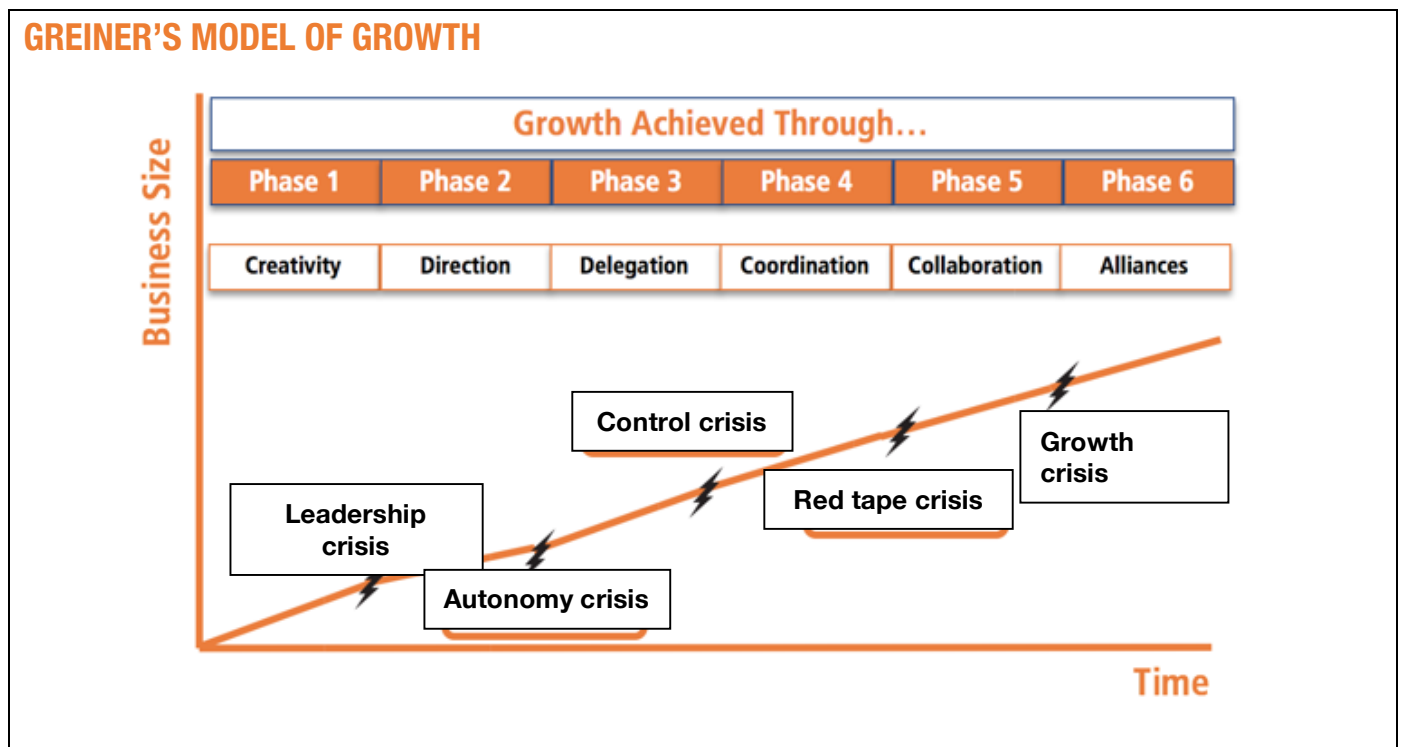 GREINER'S MODEL OF GROWTH
Business Size
Growth Achieved Through...
Phase 1 Phase 2 Phase 3 Phase 4 Phase 5 Phase 6
Creativity Direction Delegation Coordination Collaboration Alliances
Control crisis
Growth
crisis
Red tape crisis
Leadership
crisis
Autonomy crisis
Time